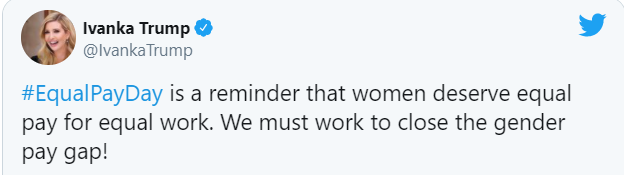 Ivanka Trump
@IvankaTrump
#EqualPayDay is a reminder that women deserve equal
pay for equal work. We must work to close the gender
pay gap!